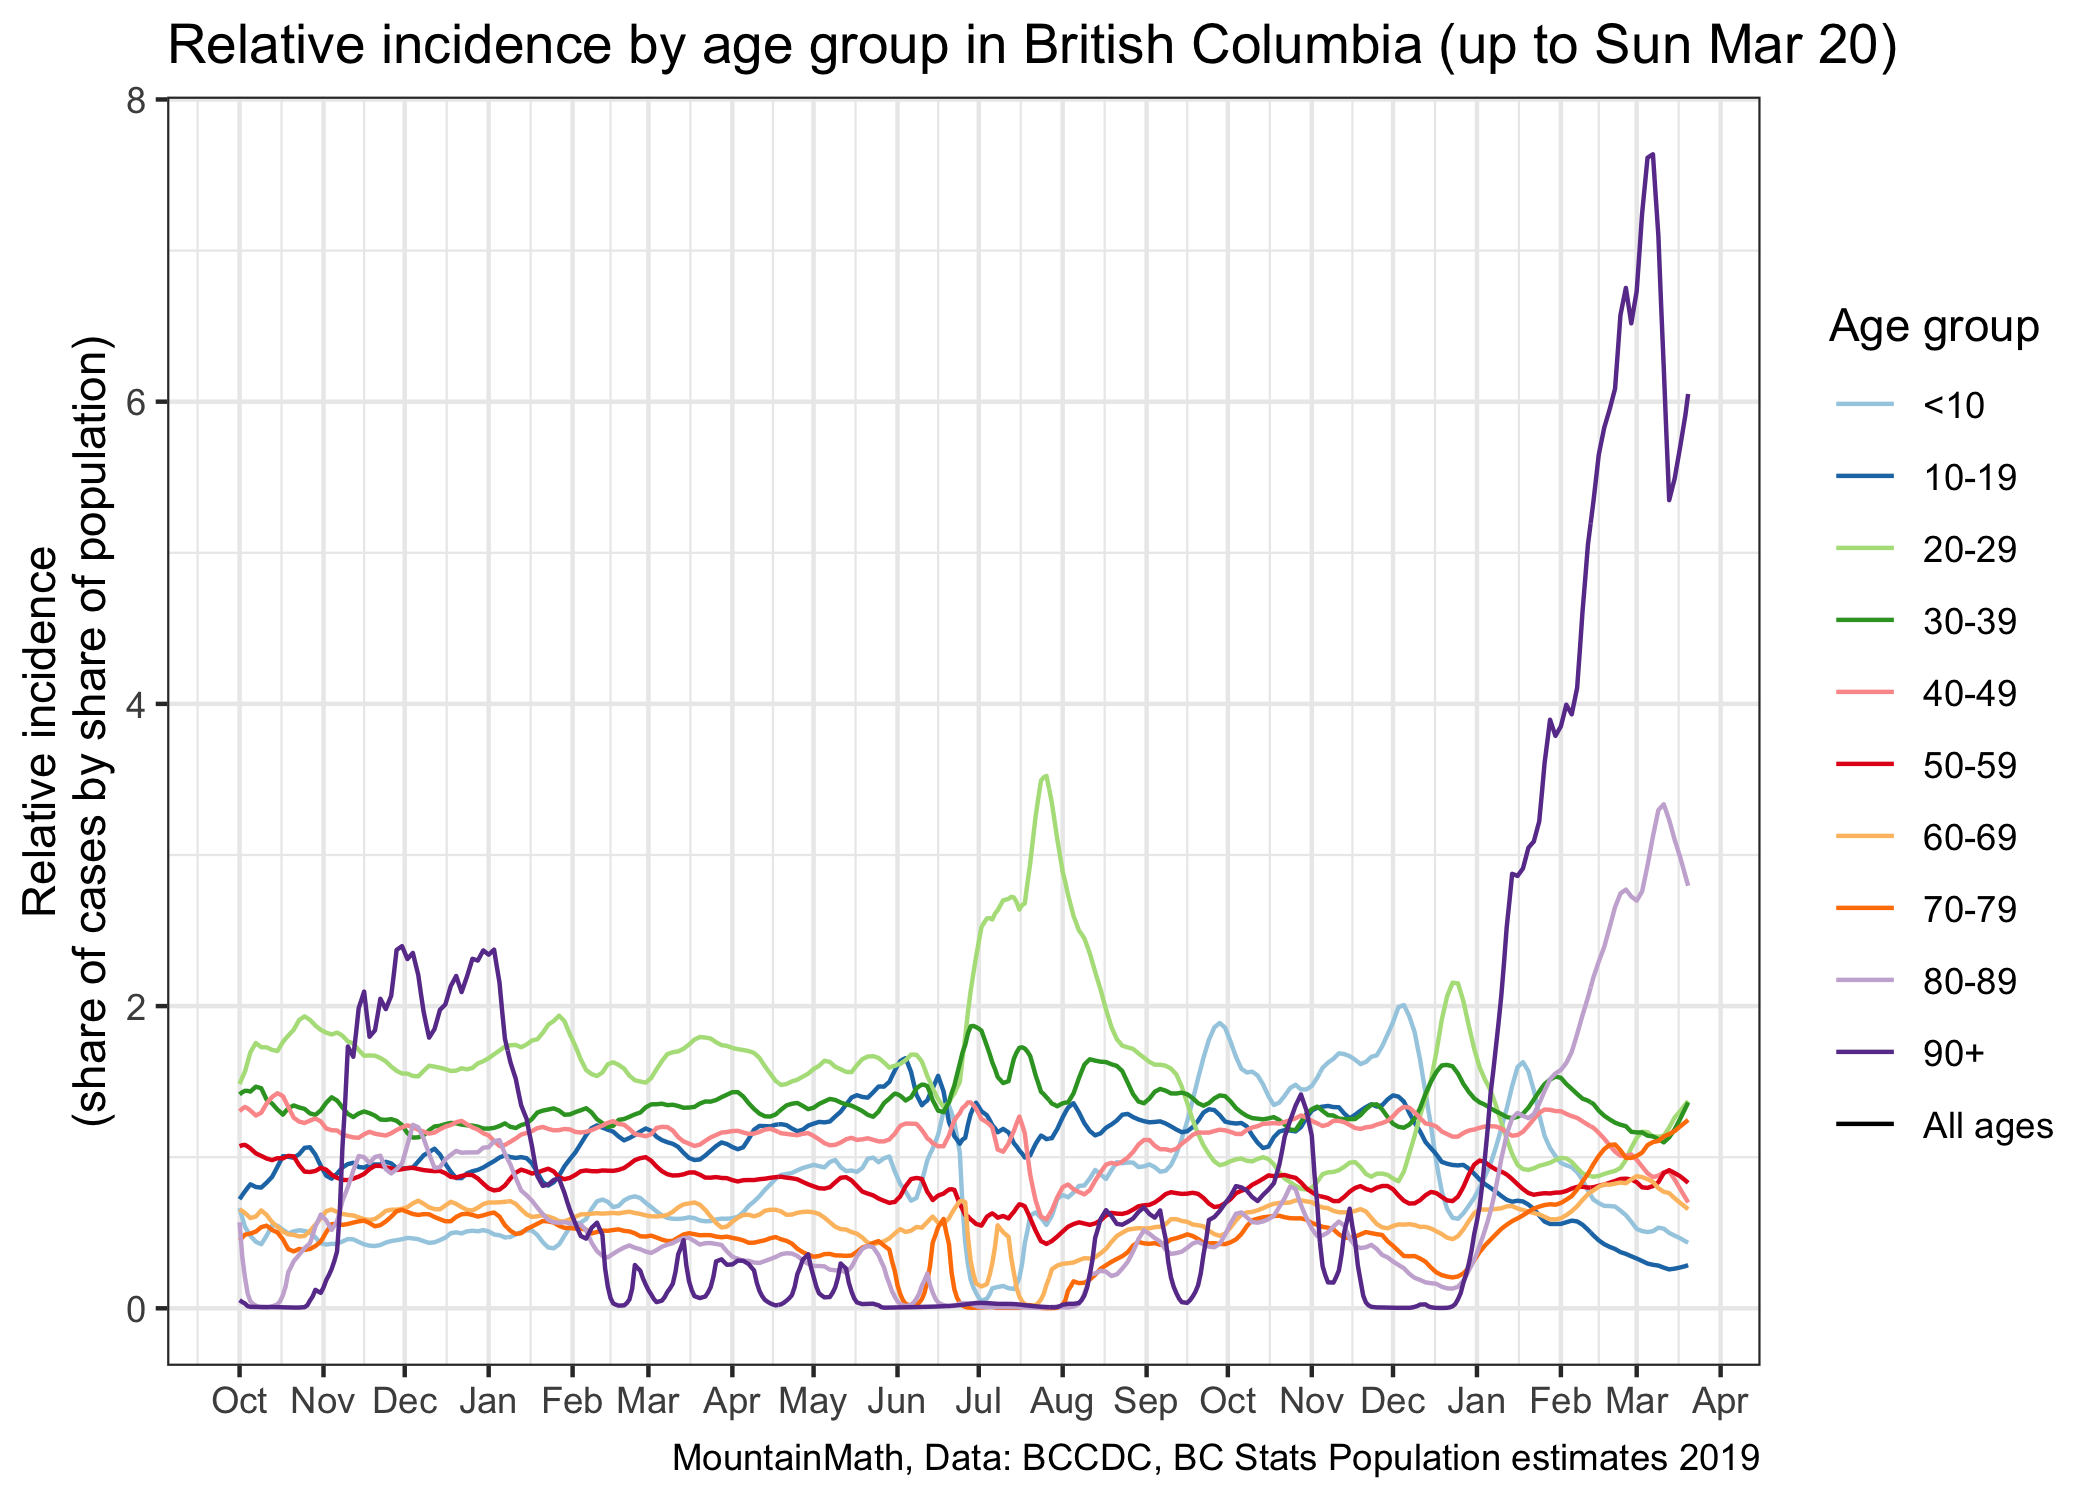 Relative incidence by age group in British Columbia (up to Sun Mar 20)
Relative incidence
(share of cases by share of population)
8
6
4
2
0
Oct Nov Dec Jan Feb Mar Apr May Jun Jul Aug Sep Oct Nov Dec Jan Feb Mar Apr
Age group
<10
10-19
20-29
30-39
40-49
50-59
60-69
70-79
80-89
90+
All ages
MountainMath, Data: BCCDC, BC Stats Population estimates 2019